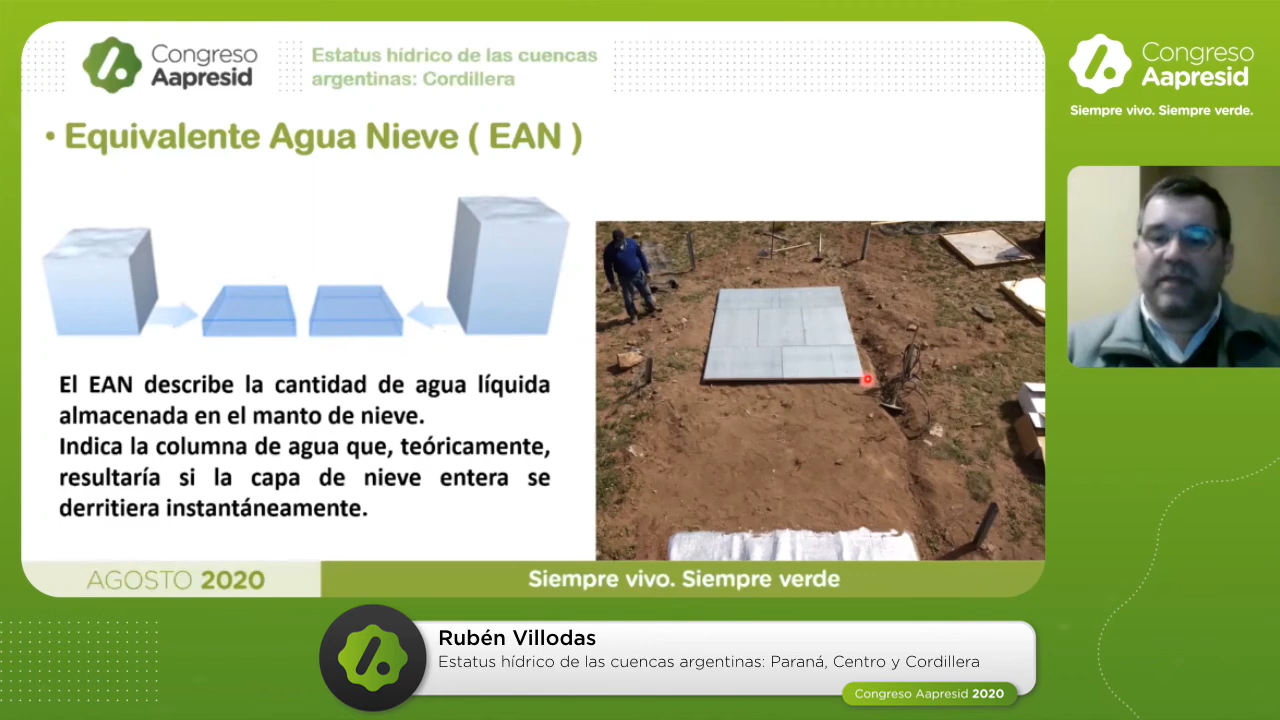 Congreso
Aapresid
Estatus hídrico de las cuencas
argentinas: Cordillera
• Equivalente Agua Nieve ( EAN )
El EAN describe la cantidad de agua líquida
almacenada en el manto de nieve.
Indica la columna de agua que, teóricamente,
resultaría si la capa de nieve entera se
derritiera instantáneamente.
AGOSTO 2020
Siempre vivo. Siempre verde
Congreso
Aapresid
Siempre vivo. Siempre verde.
Rubén Villodas
Estatus hídrico de las cuencas argentinas: Paraná, Centro y Cordillera
Congreso Aapresid 2020